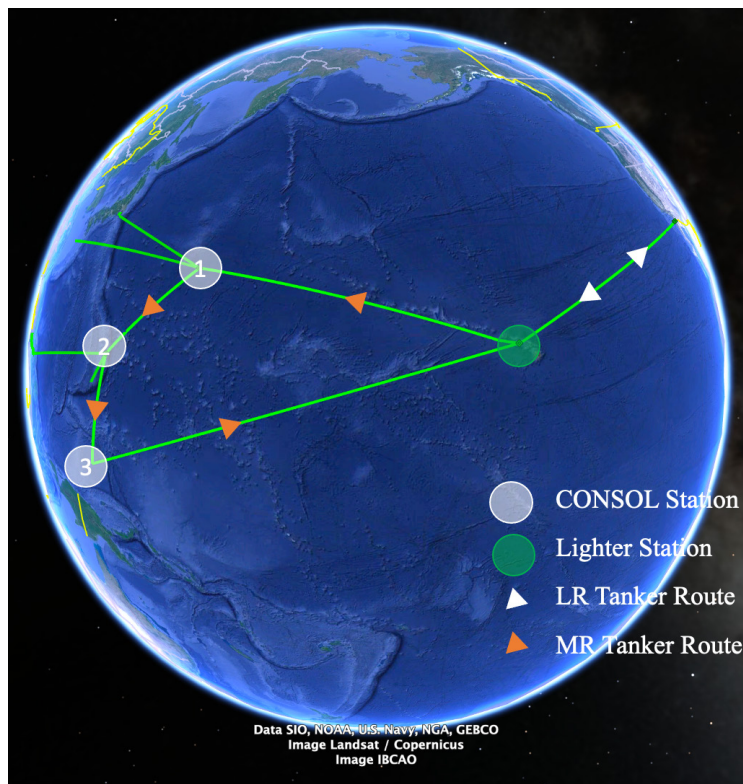 1
2
3
CONSOL Station
Lighter Station
LR Tanker Route
MR Tanker Route
Data SIO, NOAA, U.S. Navy, NGA, GEBCO
Image Landsat / Copernicus
Image IBCAO